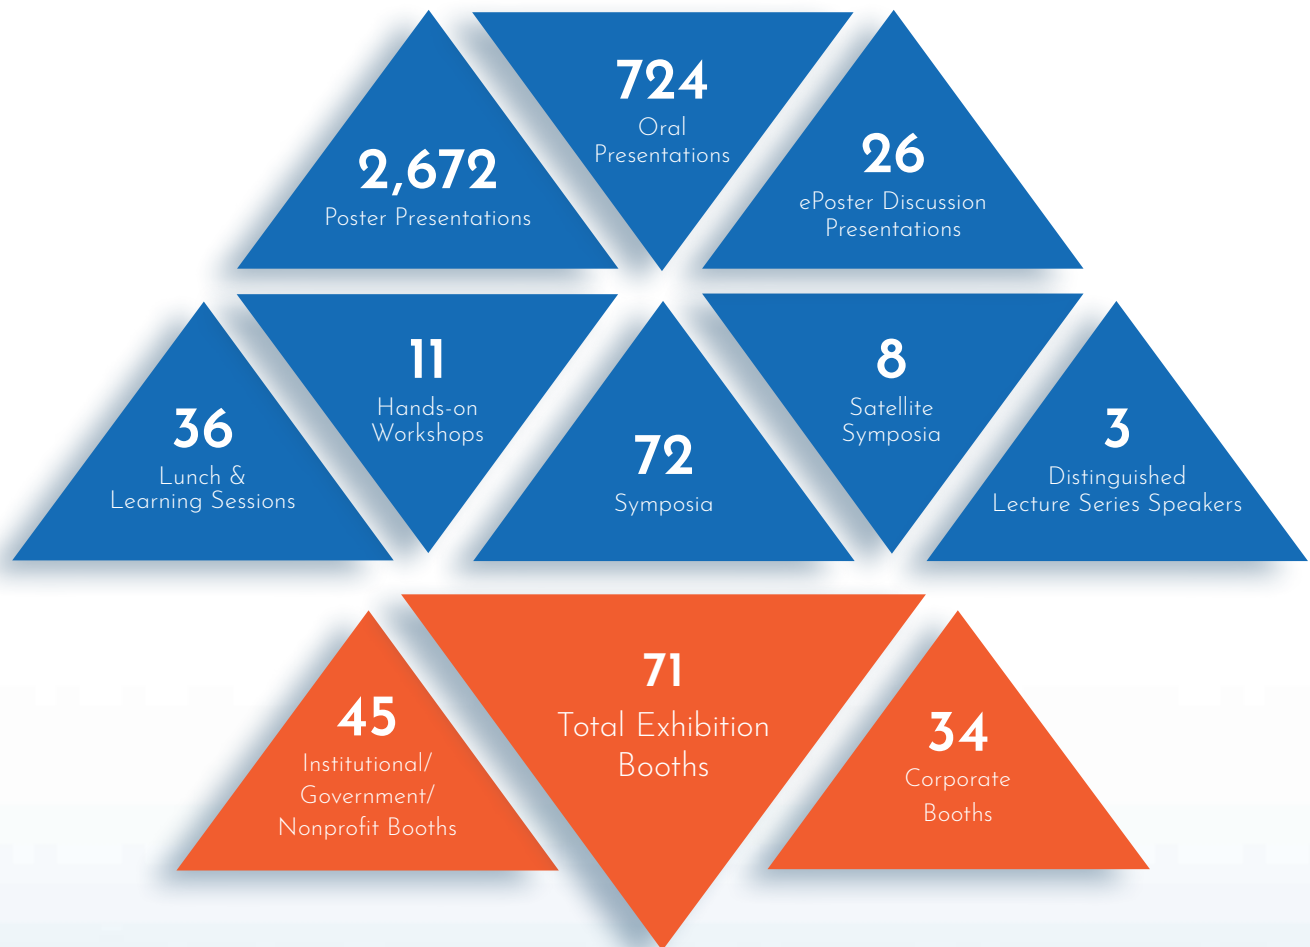 2,672
Poster Presentations
724
Oral
Presentations
26
ePoster Discussion
Presentations
36
Lunch &
Learning Sessions
11
Hands-on
Workshops
72
Symposia
8
Satellite
Symposia
3
Distinguished
Lecture Series Speakers
45
Institutional/
Government/
Nonprofit Booths
71
Total Exhibition
Booths
34
Corporate
Booths